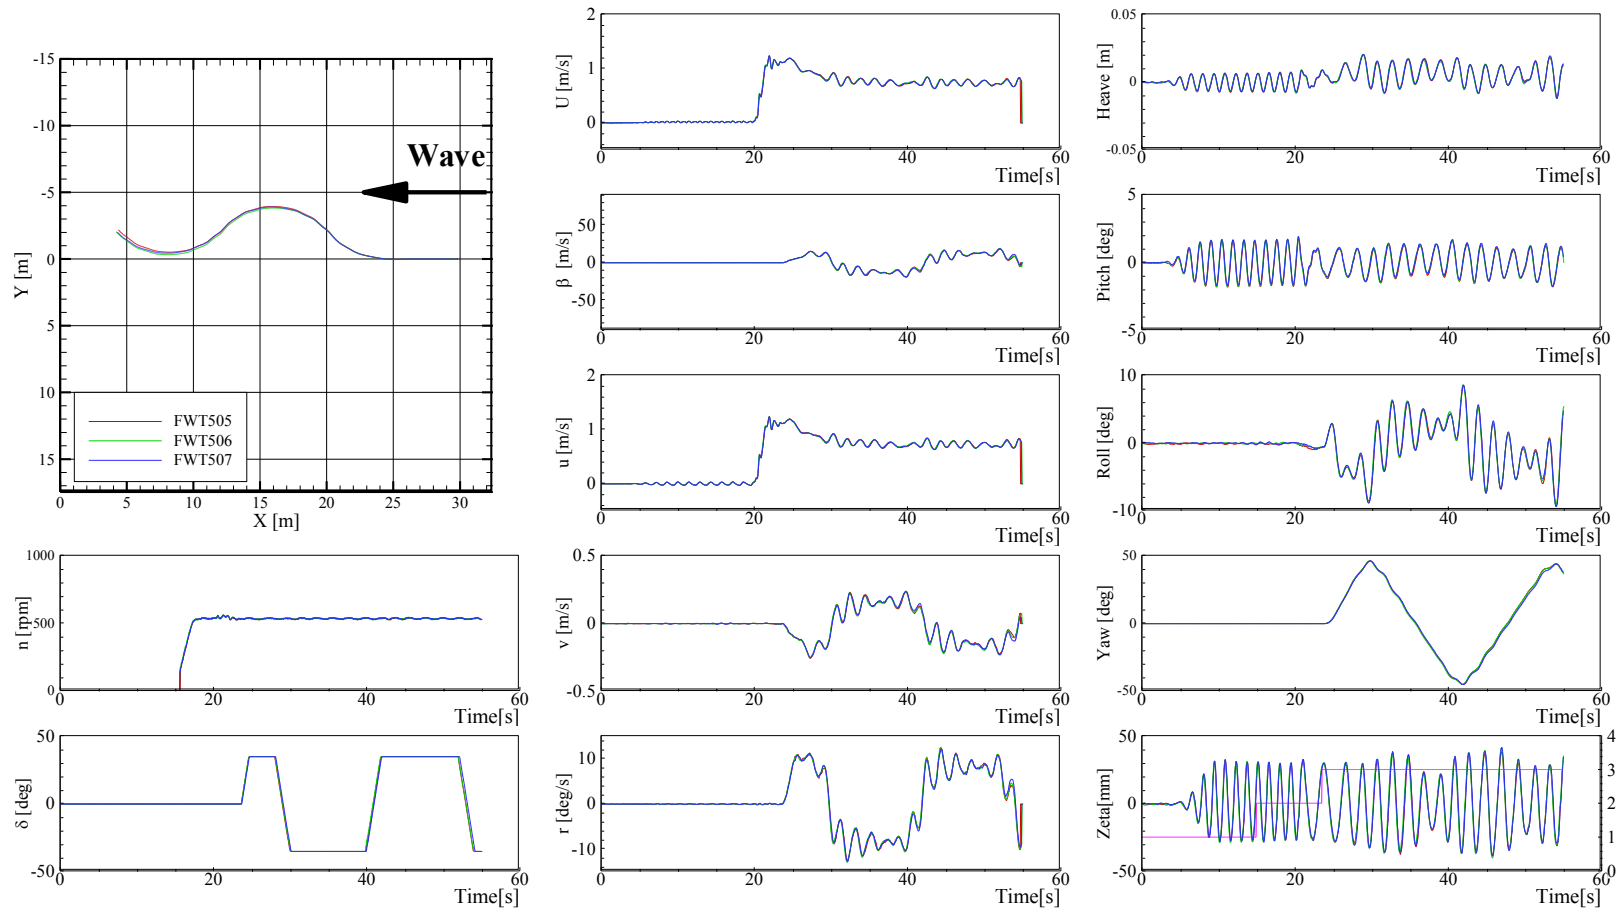 -15
-10
-5
0
5
10
15
Y [m]
Wave
FWT505
FWT506
FWT507
0 5 10 15 20 25 30
X [m]
1000
500
0
n [rpm]
0 20 40 60
Time[s]
50
0
-50
δ [deg]
0 20 40 60
Time[s]
2
1
0
U [m/s]
0 20 40 60
Time[s]
50
0
-50
β [m/s]
0 20 40 60
Time[s]
2
1
0
u [m/s]
0 20 40 60
Time[s]
0.5
0
-0.5
v [m/s]
0 20 40 60
Time[s]
10
0
-10
r [deg/s]
0 20 40 60
Time[s]
0.05
0
-0.05
Heave [m]
0 20 40 60
Time[s]
5
0
-5
Pitch [deg]
0 20 40 60
Time[s]
10
0
-10
Roll [deg]
0 20 40 60
Time[s]
50
0
-50
Yaw [deg]
0 20 40 60
Time[s]
50
0
-50
Zeta[mm]
4
3
2
1
0
0 20 40 60
Time[s]